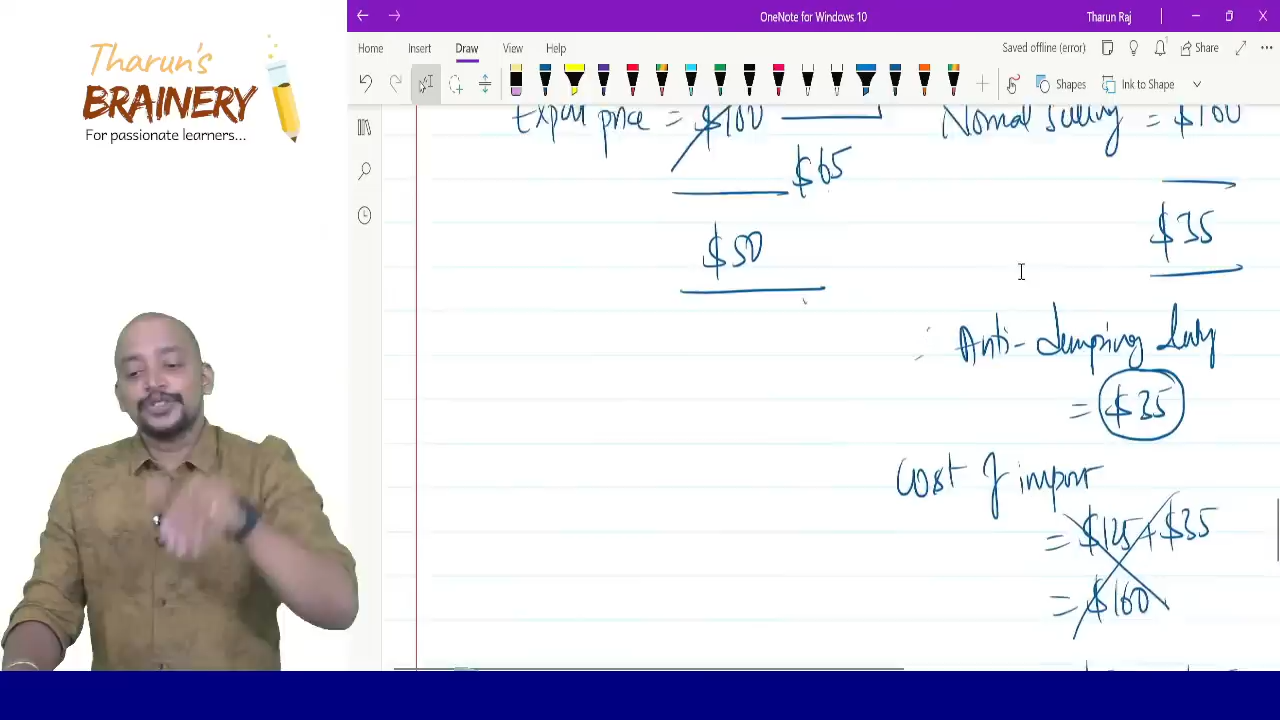 Tharun's
BRAINERY
For passionate learners...
OneNote for Windows 10
Tharun Raj
Home Insert Draw View Help
Saved offline (error)
Share
Shapes
Ink to Shape
Export price = $100
Normal Selling = $100
$65
$50
$35
Anti-dumping duty
= $35
Cost of import
= $125 + $35
= $160